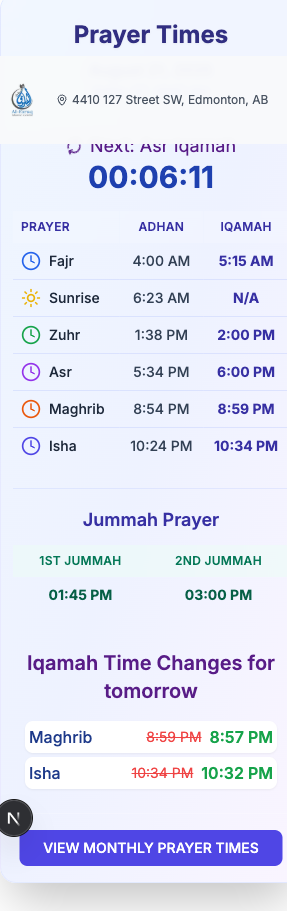 Prayer Times
4410 127 Street SW, Edmonton, AB
Next: Asr Iqamah
00:06:11
PRAYER ADHAN IQAMAH
Fajr 4:00 AM 5:15 AM
Sunrise 6:23 AM N/A
Zuhr 1:38 PM 2:00 PM
Asr 5:34 PM 6:00 PM
Maghrib 8:54 PM 8:59 PM
Isha 10:24 PM 10:34 PM
Jummah Prayer
1ST JUMMAH 2ND JUMMAH
01:45 PM 03:00 PM
Iqamah Time Changes for
tomorrow
Maghrib 8:59 PM 8:57 PM
Isha 10:34 PM 10:32 PM
N
VIEW MONTHLY PRAYER TIMES